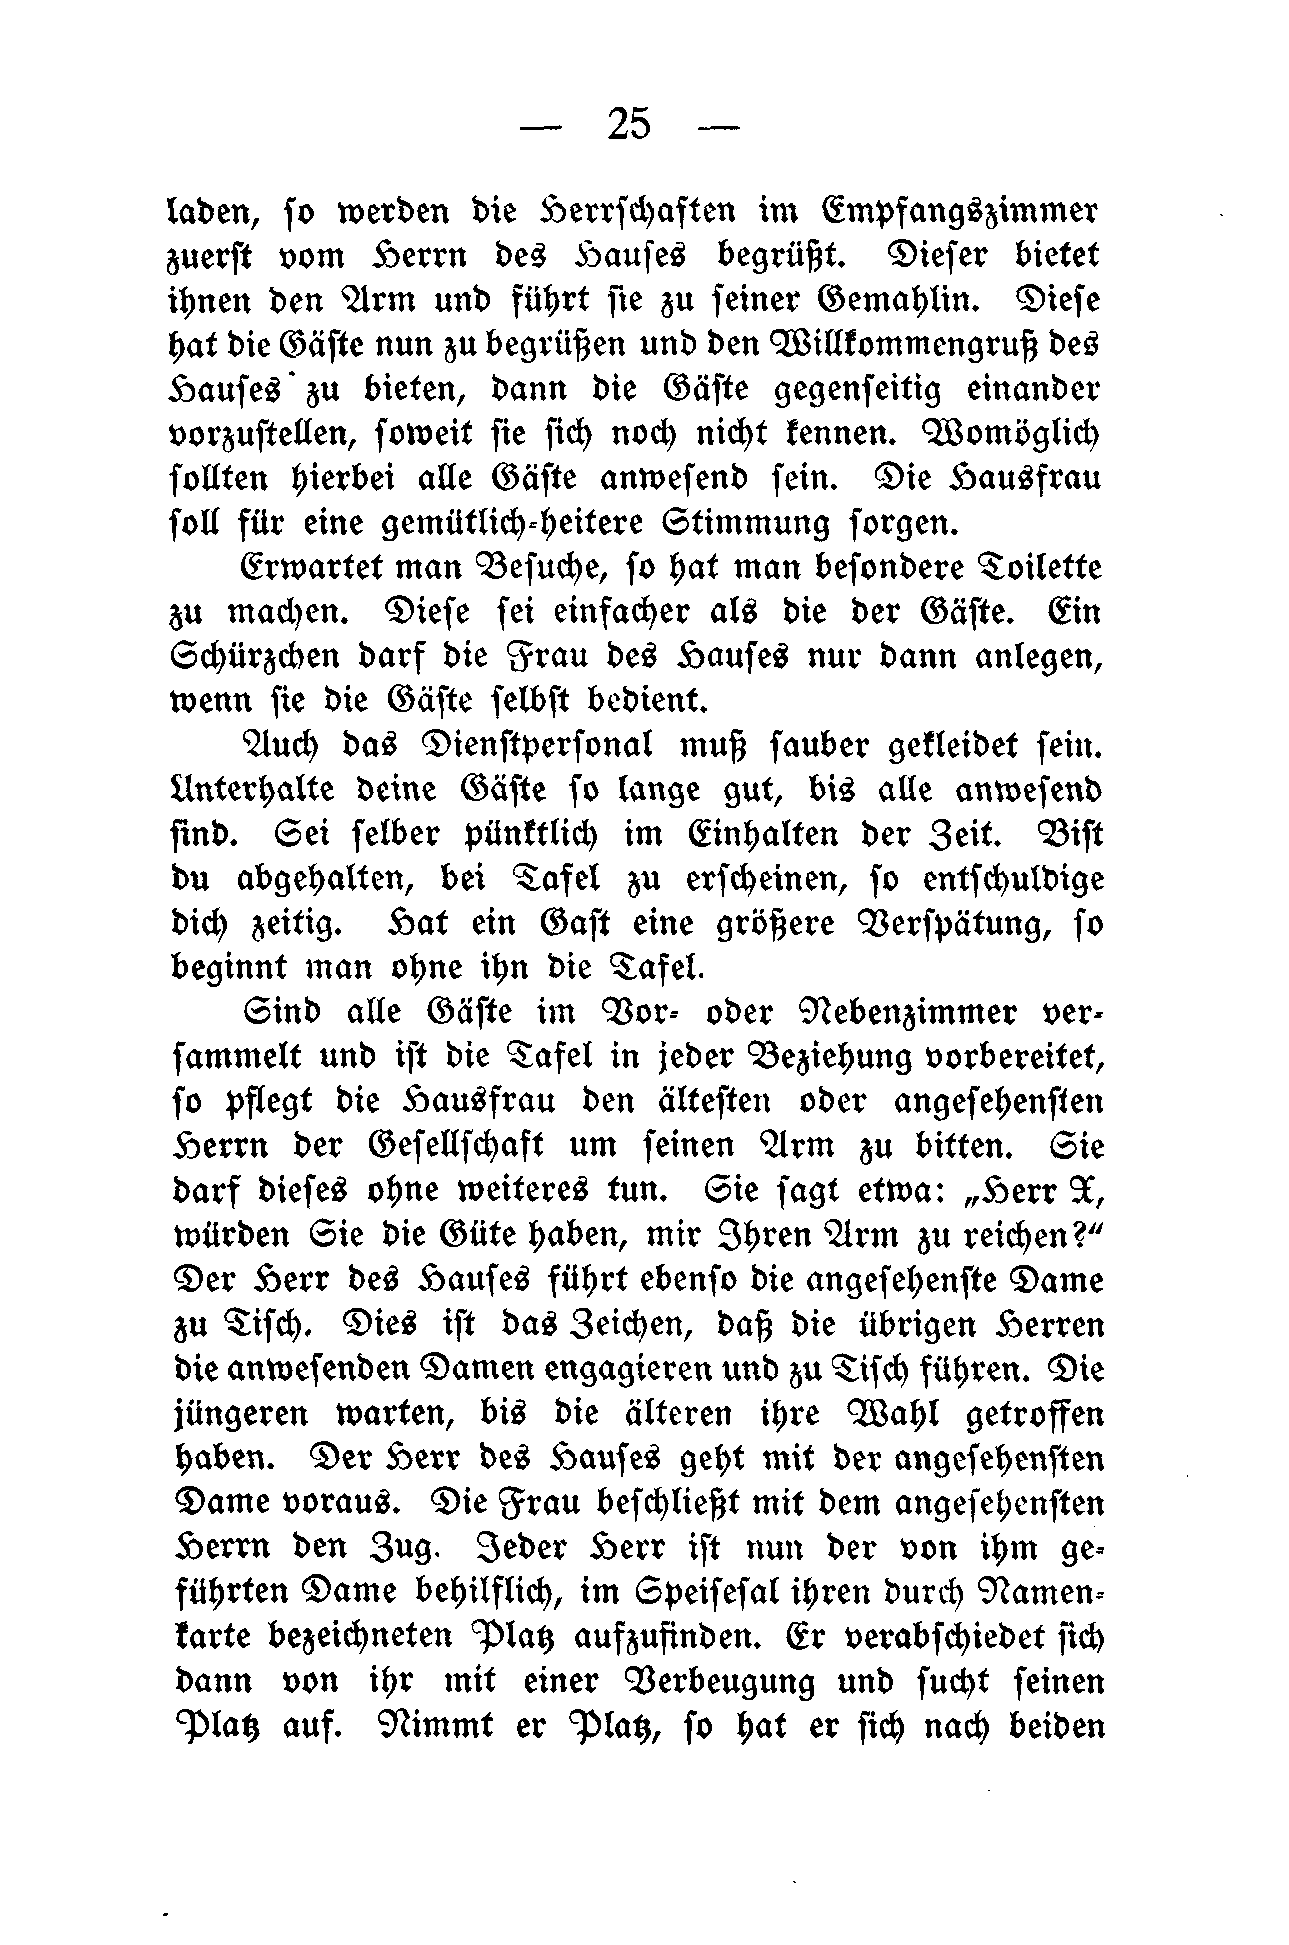 — 25 —
laden, so werden die Herrschaften im Empfangszimmer
zuerst vom Herrn des Hauses begrüßt. Dieser bietet
ihnen den Arm und führt sie zu seiner Gemahlin. Diese
hat die Gäste nun zu begrüßen und den Willkommengruß des
Hauses zu bieten, dann die Gäste gegenseitig einander
vorzustellen, soweit sie sich noch nicht kennen. Womöglich
sollten hierbei alle Gäste anwesend sein. Die Hausfrau
soll für eine gemütlich-heitere Stimmung sorgen.
Erwartet man Besuche, so hat man besondere Toilette
zu machen. Diese sei einfacher als die der Gäste. Ein
Schürzchen darf die Frau des Hauses nur dann anlegen,
wenn sie die Gäste selbst bedient.
Auch das Dienstpersonal muß sauber gekleidet sein.
Unterhalte deine Gäste so lange gut, bis alle anwesend
sind. Sei selber pünktlich im Einhalten der Zeit. Bist
du abgehalten, bei Tafel zu erscheinen, so entschuldige
dich zeitig. Hat ein Gast eine größere Verspätung, so
beginnt man ohne ihn die Tafel.
Sind alle Gäste im Vor- oder Nebenzimmer ver-
sammelt und ist die Tafel in jeder Beziehung vorbereitet,
so pflegt die Hausfrau den ältesten oder angesehensten
Herrn der Gesellschaft um seinen Arm zu bitten. Sie
darf dieses ohne weiteres tun. Sie sagt etwa: „Herr X,
würden Sie die Güte haben, mir Ihren Arm zu reichen?“
Der Herr des Hauses führt ebenso die angesehenste Dame
zu Tisch. Dies ist das Zeichen, daß die übrigen Herren
die anwesenden Damen engagieren und zu Tisch führen. Die
jüngeren warten, bis die älteren ihre Wahl getroffen
haben. Der Herr des Hauses geht mit der angesehensten
Dame voraus. Die Frau beschließt mit dem angesehensten
Herrn den Zug. Jeder Herr ist nun der von ihm ge-
führten Dame behilflich, im Speisesal ihren durch Namen-
karte bezeichneten Platz aufzufinden. Er verabschiedet sich
dann von ihr mit einer Verbeugung und sucht seinen
Platz auf. Nimmt er Platz, so hat er sich nach beiden